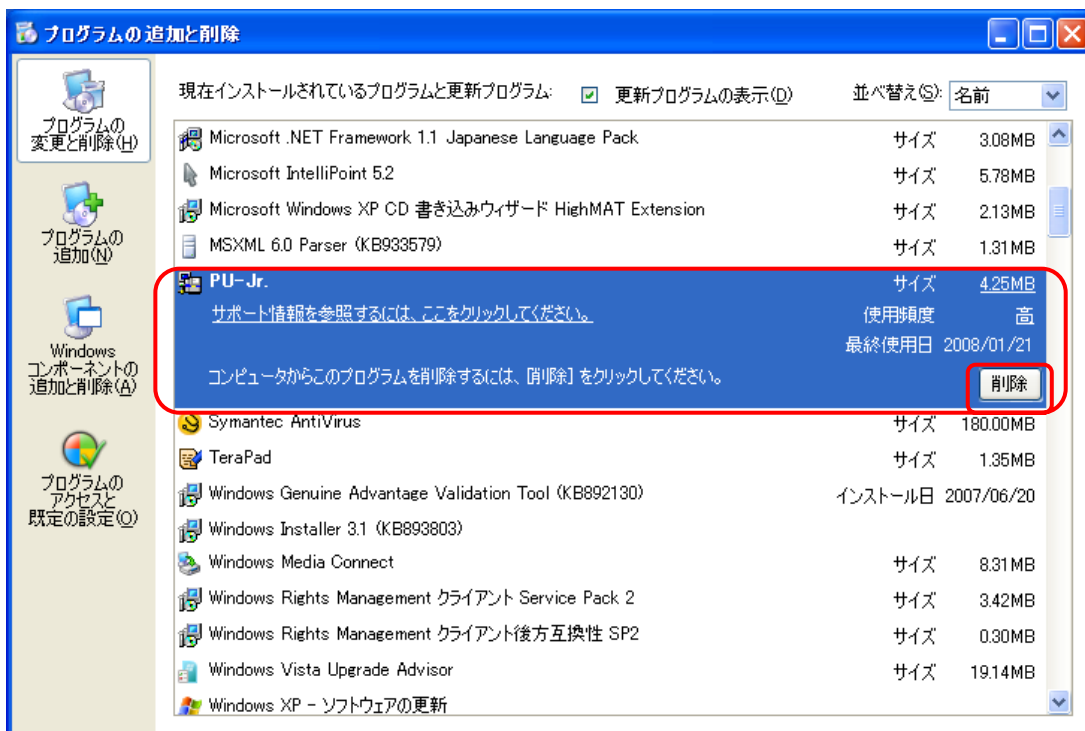 プログラムの追加と削除
プログラムの
変更と削除(H)
プログラムの
追加(N)
Windows
コンポーネントの
追加と削除(A)
プログラムの
アクセスと
既定の設定(O)
現在インストールされているプログラムと更新プログラム: 更新プログラムの表示(D) 並べ替え(S): 名前
Microsoft .NET Framework 1.1 Japanese Language Pack サイズ 3.08MB
Microsoft IntelliPoint 5.2 サイズ 5.78MB
Microsoft Windows XP CD 書き込みウィザード HighMAT Extension サイズ 2.13MB
MSXML 6.0 Parser (KB933579) サイズ 1.31MB
PU-Jr. サイズ 4.25MB
サポート情報を参照するには、ここをクリックしてください。 使用頻度 高
最終使用日 2008/01/21
コンピュータからこのプログラムを削除するには、[削除] をクリックしてください。 削除
Symantec AntiVirus サイズ 180.00MB
TeraPad サイズ 1.35MB
Windows Genuine Advantage Validation Tool (KB892130) インストール日 2007/06/20
Windows Installer 3.1 (KB893803)
Windows Media Connect サイズ 8.31MB
Windows Rights Management クライアント Service Pack 2 サイズ 3.42MB
Windows Rights Management クライアント後方互換性 SP2 サイズ 0.30MB
Windows Vista Upgrade Advisor サイズ 19.14MB
Windows XP - ソフトウェアの更新